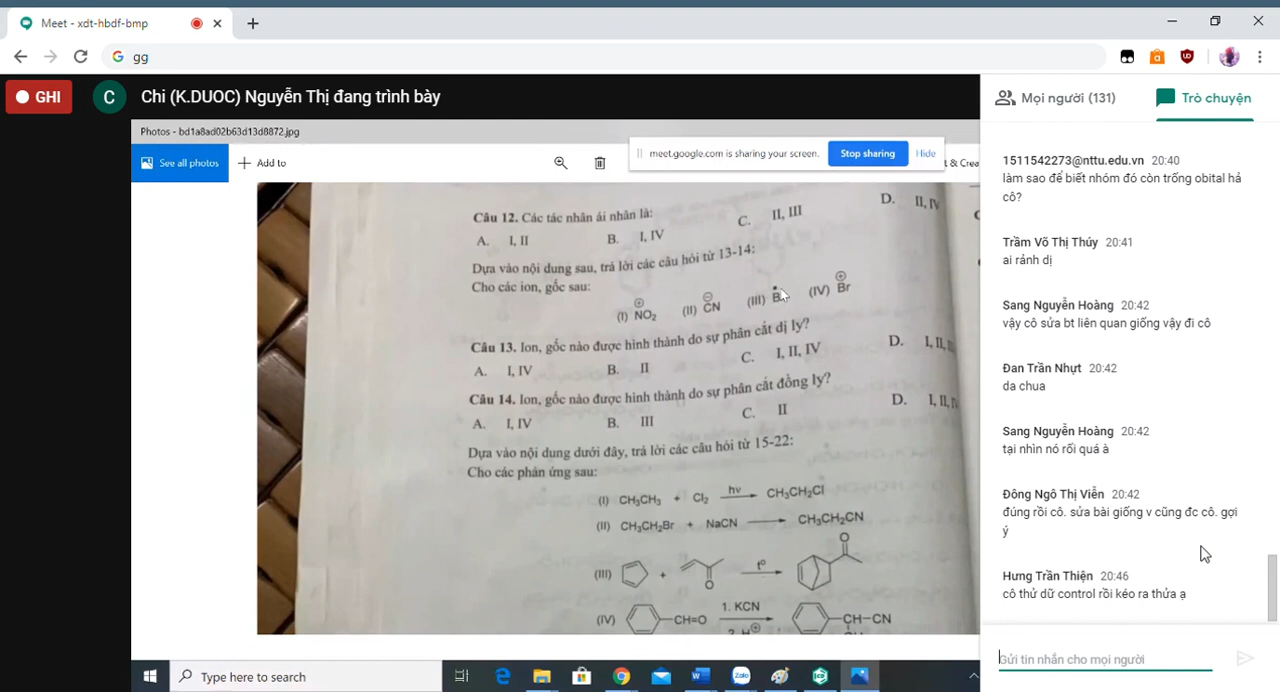 Meet - xdt-hbdf-bmp
gg
GHI
C
Chi (K.DUOC) Nguyễn Thị đang trình bày
Mọi người (131)
Trò chuyện
Photos - bd1a8ad02b63d13d8872.jpg
See all photos
Add to
meet.google.com is sharing your screen.
Stop sharing
Hide
t & Crea
Câu 12. Các tác nhân ái nhân là:
A. I, II B. I, IV C. II, III D. II, IV
Dựa vào nội dung sau, trả lời các câu hỏi từ 13-14:
Cho các ion, gốc sau:
(I) NO₂⊕ (II) CN⊖ (III) (IV) Br⊕
Câu 13. Ion, gốc nào được hình thành do sự phân cắt dị ly?
A. I, IV B. II C. I, II, IV D. I, II,
Câu 14. Ion, gốc nào được hình thành do sự phân cắt đồng ly?
A. I, IV B. III C. II D. I, II,
Dựa vào nội dung dưới đây, trả lời các câu hỏi từ 15-22:
Cho các phản ứng sau:
(I) CH₃CH₃ + Cl₂ hν CH₃CH₂Cl
(II) CH₃CH₂Br + NaCN CH₃CH₂CN
(III) + O t° O
(IV) CH=O 1. KCN CH-CN
1511542273@nttu.edu.vn 20:40
làm sao để biết nhóm đó còn trống obital hả
cô?
Trầm Võ Thị Thúy 20:41
ai rảnh dị
Sang Nguyễn Hoàng 20:42
vậy cô sửa bt liên quan giống vậy đi cô
Đan Trần Nhựt 20:42
da chua
Sang Nguyễn Hoàng 20:42
tại nhìn nó rối quá à
Đông Ngô Thị Viễn 20:42
đúng rồi cô. sửa bài giống v cũng đc cô. gợi
ý
Hưng Trần Thiện 20:46
cô thử dữ control rồi kéo ra thửa ạ
Gửi tin nhắn cho mọi người
Type here to search
Zalo